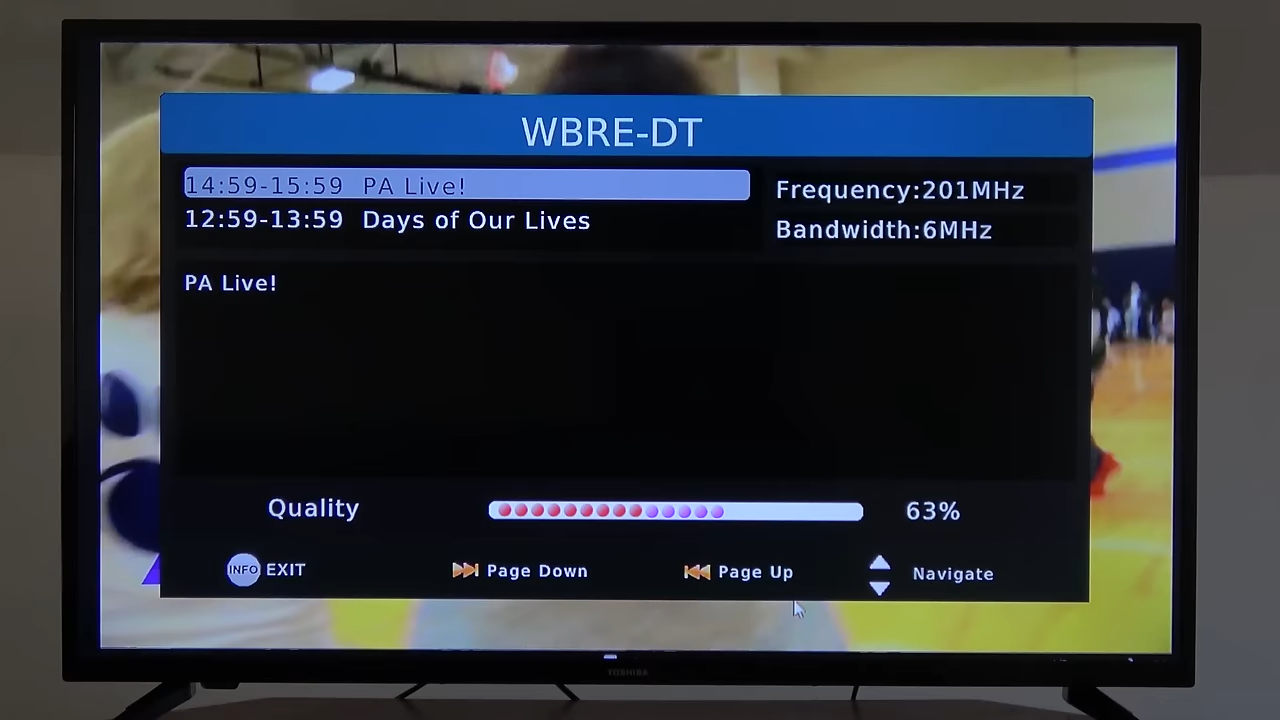 WBRE-DT
14:59-15:59 PA Live!
12:59-13:59 Days of Our Lives
Frequency:201MHz
Bandwidth:6MHz
PA Live!
Quality 63%
INFO EXIT Page Down Page Up Navigate
TOSHIBA